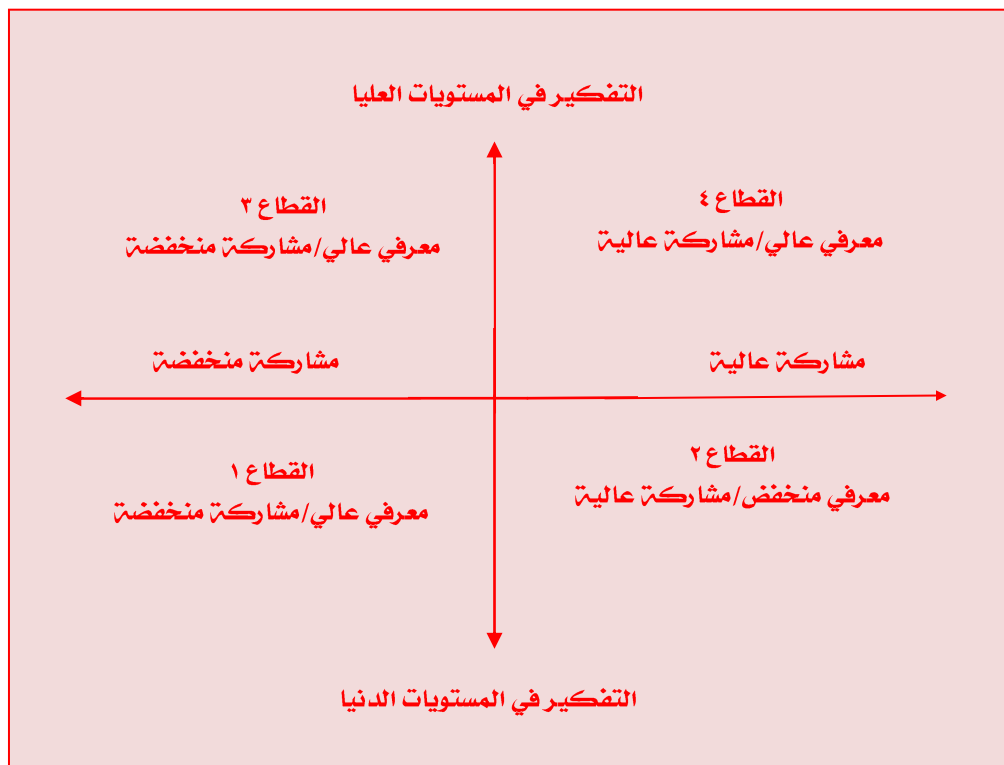 التفكير في المستويات العليا
القطاع ٤
معرفي عالي/مشاركة عالية
القطاع ٣
معرفي عالي/مشاركة منخفضة
مشاركة عالية
مشاركة منخفضة
القطاع ٢
معرفي منخفض/مشاركة عالية
القطاع ١
معرفي عالي/مشاركة منخفضة
التفكير في المستويات الدنيا